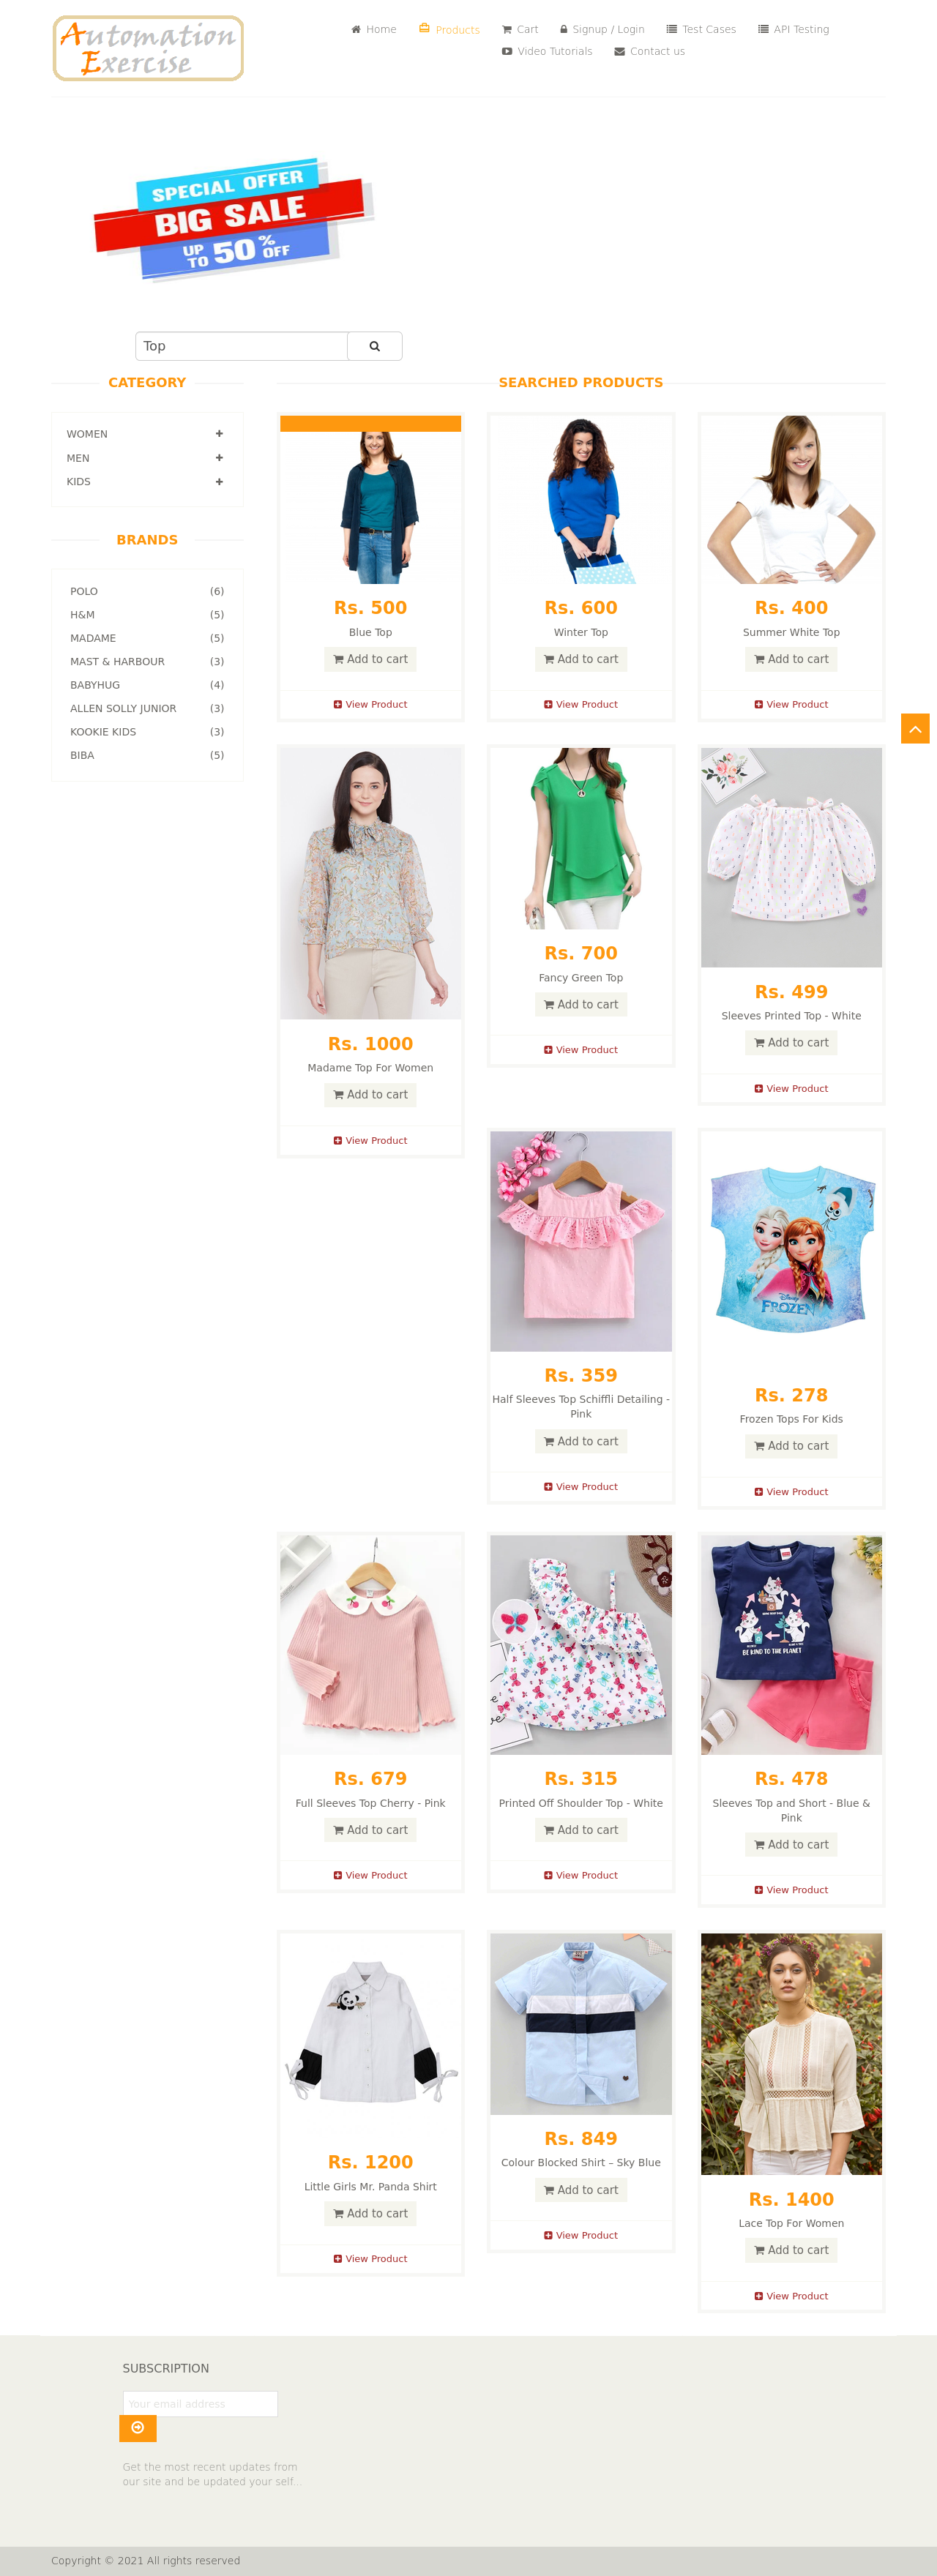 Automation
Exercise
Home
Products
Cart
Signup / Login
Test Cases
API Testing
Video Tutorials
Contact us
SPECIAL OFFER
BIG SALE
UP TO 50% OFF
Top
CATEGORY
WOMEN
MEN
KIDS
BRANDS
POLO (6)
H&M (5)
MADAME (5)
MAST & HARBOUR (3)
BABYHUG (4)
ALLEN SOLLY JUNIOR (3)
KOOKIE KIDS (3)
BIBA (5)
SEARCHED PRODUCTS
Rs. 500
Blue Top
Add to cart
View Product
Rs. 600
Winter Top
Add to cart
View Product
Rs. 400
Summer White Top
Add to cart
View Product
Rs. 1000
Madame Top For Women
Add to cart
View Product
Rs. 700
Fancy Green Top
Add to cart
View Product
Rs. 499
Sleeves Printed Top - White
Add to cart
View Product
Rs. 359
Half Sleeves Top Schiffli Detailing -
Pink
Add to cart
View Product
Disney
FROZEN
Rs. 278
Frozen Tops For Kids
Add to cart
View Product
Rs. 679
Full Sleeves Top Cherry - Pink
Add to cart
View Product
Rs. 315
Printed Off Shoulder Top - White
Add to cart
View Product
BE KIND TO THE PLANET
Rs. 478
Sleeves Top and Short - Blue &
Pink
Add to cart
View Product
Rs. 1200
Little Girls Mr. Panda Shirt
Add to cart
View Product
Rs. 849
Colour Blocked Shirt – Sky Blue
Add to cart
View Product
Rs. 1400
Lace Top For Women
Add to cart
View Product
SUBSCRIPTION
Your email address
Get the most recent updates from
our site and be updated your self...
Copyright © 2021 All rights reserved